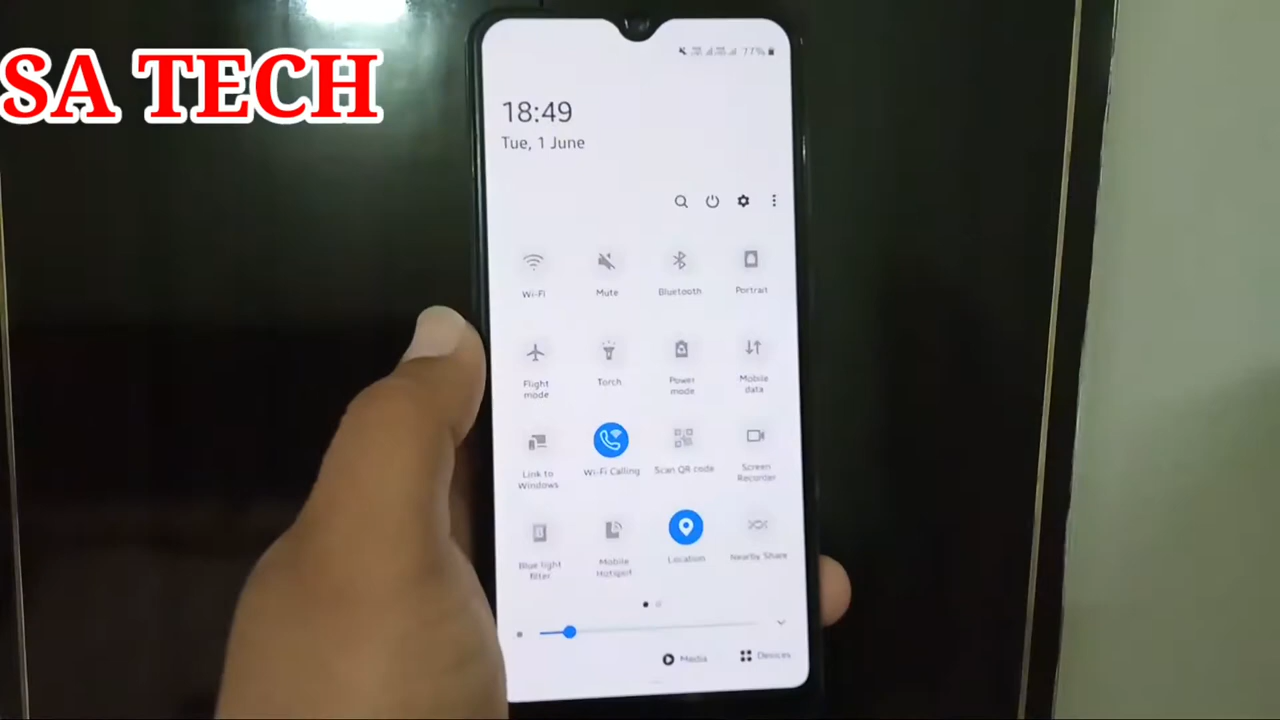 SA TECH
77%
18:49
Tue, 1 June
Wi-Fi
Mute
Bluetooth
Portrait
Flight
mode
Torch
Power
mode
Mobile
data
Link to
Windows
Wi-Fi Calling
Scan QR code
Screen
Recorder
Blue light
filter
Mobile
Hotspot
Location
Nearby Share
Media
Devices